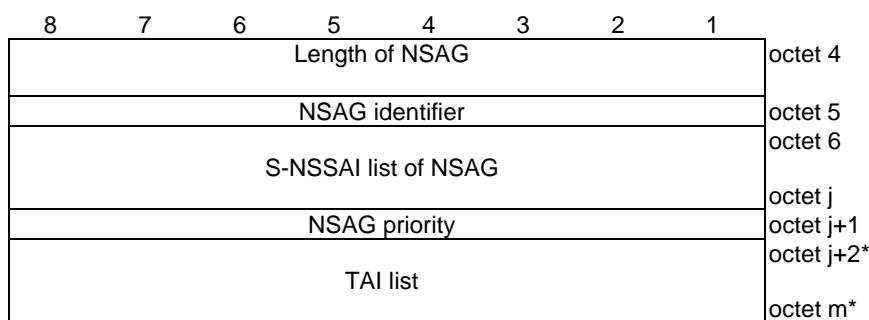 8 7 6 5 4 3 2 1
Length of NSAG octet 4
NSAG identifier octet 5
octet 6
S-NSSAI list of NSAG
octet j
NSAG priority octet j+1
octet j+2*
TAI list
octet m*